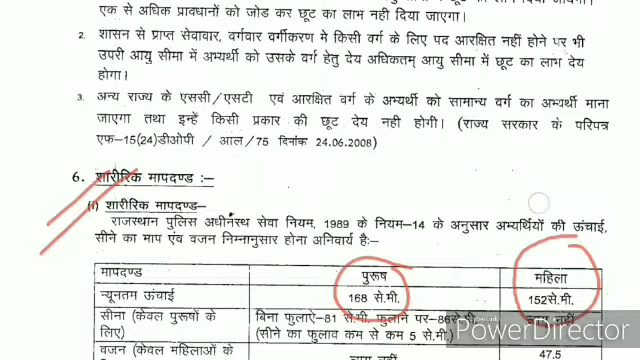 एक से अधिक प्रावधानों को जोड कर छूट का लाभ नही दिया जाएगा।
2. शासन से प्राप्त सेवावार, वर्गवार वर्गीकरण मे किसी वर्ग के लिए पद आरक्षित नहीं होने पर भी
उपरी आयु सीमा में अभ्यर्थी को उसके वर्ग हेतु देय अधिकतम आयु सीमा में छूट का लाभ देय
होगा।
3. अन्य राज्य के एससी/एसटी एवं आरक्षित वर्ग के अभ्यर्थी को सामान्य वर्ग का अभ्यर्थी माना
जाएगा तथा इन्हें किसी प्रकार की छूट देय नही होगी। (राज्य सरकार के परिपत्र
एफ-15(24)डीओपी / आल/75 दिनांक 24.06.2008)
6. शारीरिक मापदण्ड :–
(i) शारीरिक मापदण्ड–
राजस्थान पुलिस अधीनस्थ सेवा नियम, 1989 के नियम–14 के अनुसार अभ्यर्थियों की ऊंचाई,
सीने का माप एंव वजन निम्नानुसार होना अनिवार्य है:–
मापदण्ड पुरूष महिला
न्यूनतम ऊंचाई 168 से.मी. 152से.मी.
सीना (केवल पुरूषों के बिना फुलाऐ–81 से.मी. फुलाने पर–86से.मी. लागू नहीं
लिए) (सीने का फुलाव कम से कम 5 से.मी.)
वजन (केवल महिलाओं के लागू नहीं 47.5
PowerDirector